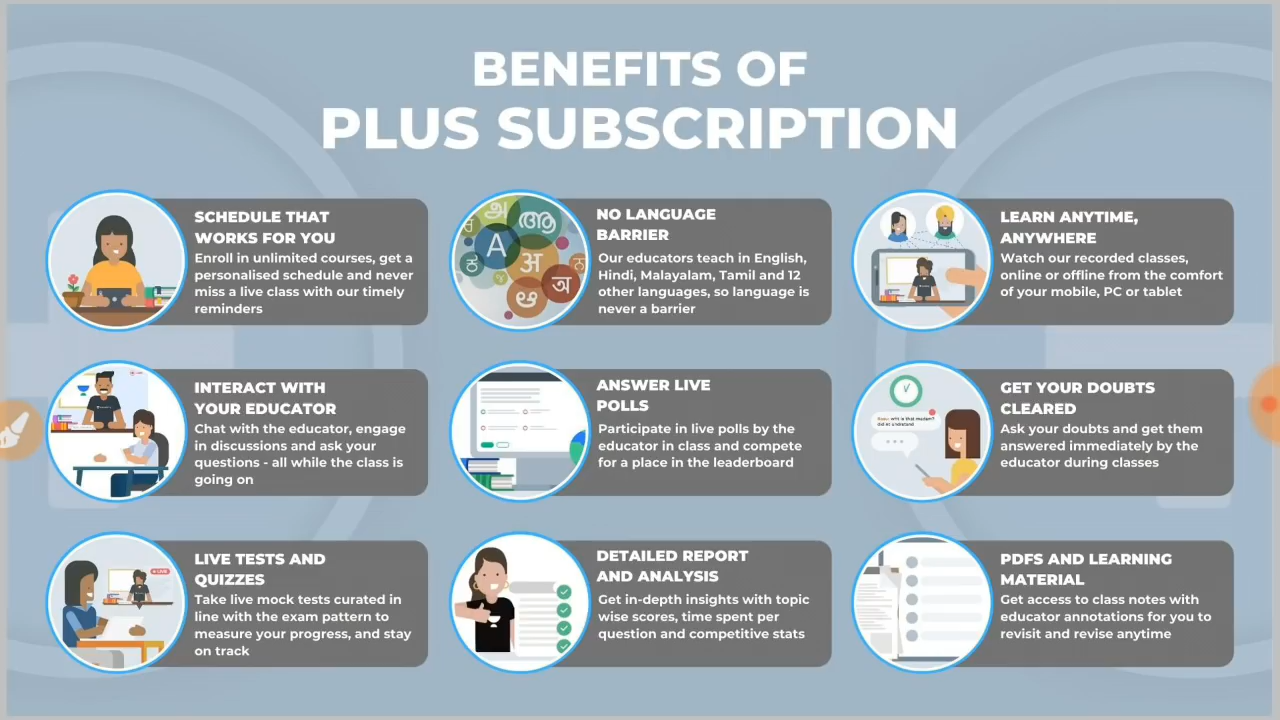 BENEFITS OF
PLUS SUBSCRIPTION
SCHEDULE THAT
WORKS FOR YOU
Enroll in unlimited courses, get a
personalised schedule and never
miss a live class with our timely
reminders
NO LANGUAGE
BARRIER
Our educators teach in English,
Hindi, Malayalam, Tamil and 12
other languages, so language is
never a barrier
LEARN ANYTIME,
ANYWHERE
Watch our recorded classes,
online or offline from the comfort
of your mobile, PC or tablet
INTERACT WITH
YOUR EDUCATOR
Chat with the educator, engage
in discussions and ask your
questions - all while the class is
going on
ANSWER LIVE
POLLS
Participate in live polls by the
educator in class and compete
for a place in the leaderboard
GET YOUR DOUBTS
CLEARED
Ask your doubts and get them
answered immediately by the
educator during classes
LIVE TESTS AND
QUIZZES
Take live mock tests curated in
line with the exam pattern to
measure your progress, and stay
on track
DETAILED REPORT
AND ANALYSIS
Get in-depth insights with topic
wise scores, time spent per
question and competitive stats
PDFS AND LEARNING
MATERIAL
Get access to class notes with
educator annotations for you to
revisit and revise anytime
அ
ആ
A
अ
অ
LIVE